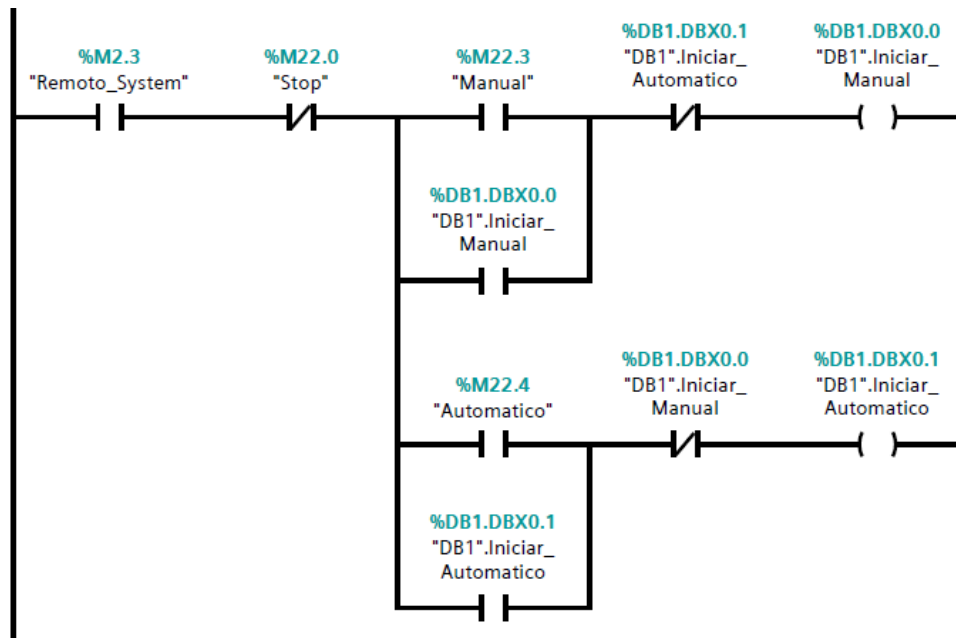 %DB1.DBX0.1
%DB1.DBX0.0
%M2.3
%M22.0
%M22.3
"DB1".Iniciar_
"DB1".Iniciar_
"Remoto_System"
"Stop"
"Manual"
Automatico
Manual
%DB1.DBX0.0
"DB1".Iniciar_
Manual
%DB1.DBX0.0
%DB1.DBX0.1
%M22.4
"DB1".Iniciar_
"DB1".Iniciar_
"Automatico"
Manual
Automatico
%DB1.DBX0.1
"DB1".Iniciar_
Automatico